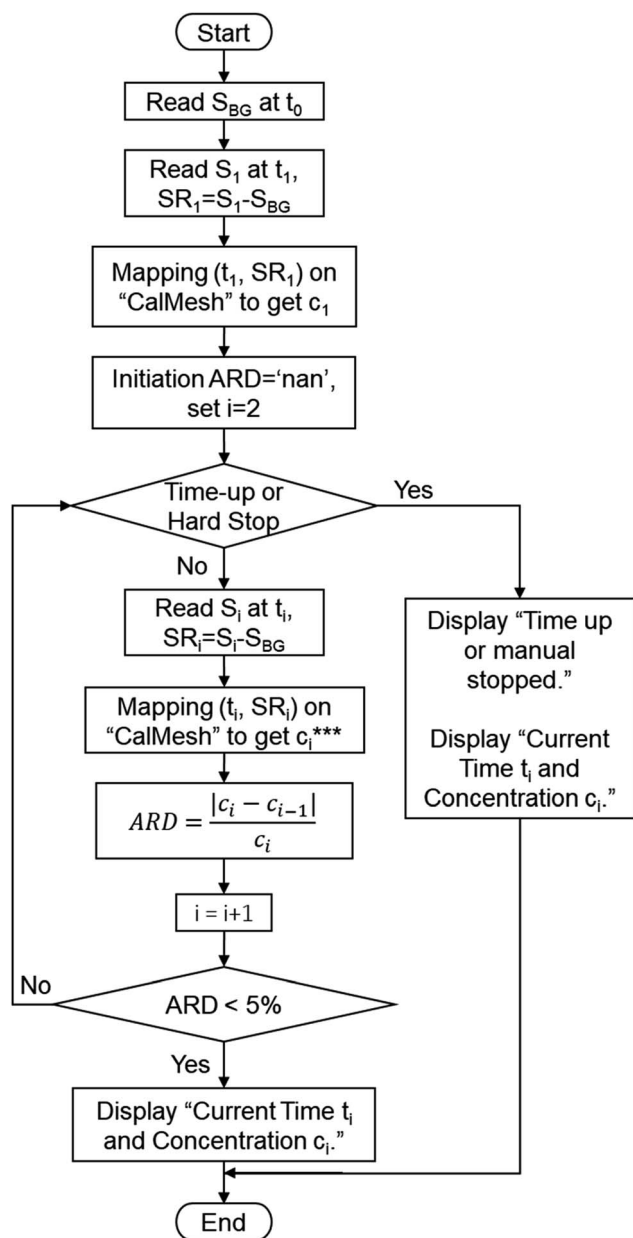 Start
Read S_BG at t_0
Read S_1 at t_1,
SR_1=S_1-S_BG
Mapping (t_1, SR_1) on
“CalMesh” to get c_1
Initiation ARD=‘nan’,
set i=2
Time-up or
Hard Stop
Yes
No
Read S_i at t_i,
SR_i=S_i-S_BG
Mapping (t_i, SR_i) on
“CalMesh” to get c_i***
ARD = |c_i − c_{i−1}| / c_i
i = i+1
ARD < 5%
No
Yes
Display “Current Time t_i
and Concentration c_i.”
Display “Time up
or manual
stopped.”
Display “Current
Time t_i and
Concentration c_i.”
End